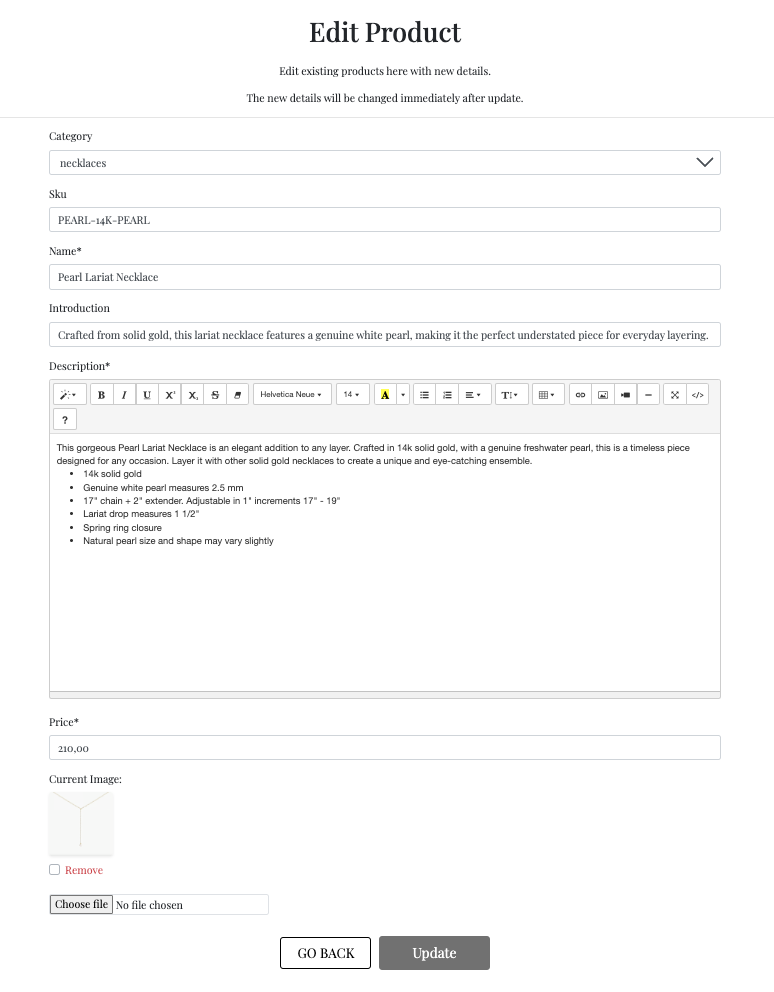 Edit Product
Edit existing products here with new details.
The new details will be changed immediately after update.
Category
necklaces
Sku
PEARL-14K-PEARL
Name*
Pearl Lariat Necklace
Introduction
Crafted from solid gold, this lariat necklace features a genuine white pearl, making it the perfect understated piece for everyday layering.
Description*
B I U X² X₂ S Helvetica Neue 14 A T </>
?
This gorgeous Pearl Lariat Necklace is an elegant addition to any layer. Crafted in 14k solid gold, with a genuine freshwater pearl, this is a timeless piece
designed for any occasion. Layer it with other solid gold necklaces to create a unique and eye-catching ensemble.
• 14k solid gold
• Genuine white pearl measures 2.5 mm
• 17" chain + 2" extender. Adjustable in 1" increments 17" - 19"
• Lariat drop measures 1 1/2"
• Spring ring closure
• Natural pearl size and shape may vary slightly
Price*
210,00
Current Image:
Remove
Choose file No file chosen
GO BACK Update